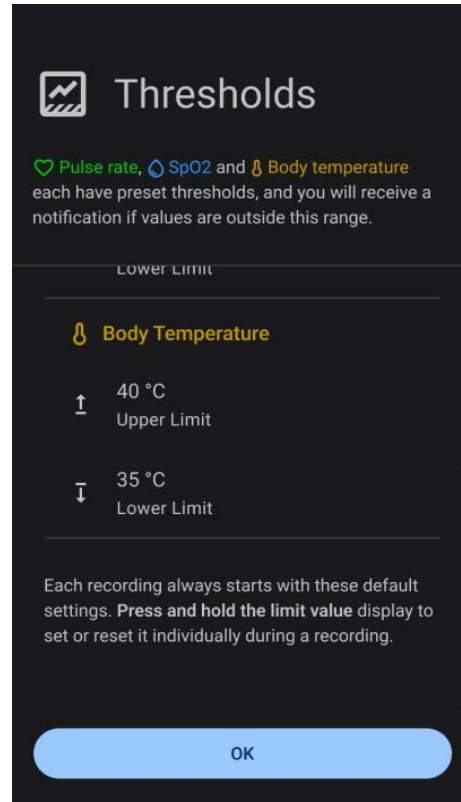 Thresholds
Pulse rate, SpO2 and Body temperature
each have preset thresholds, and you will receive a
notification if values are outside this range.
Lower Limit
Body Temperature
40 °C
Upper Limit
35 °C
Lower Limit
Each recording always starts with these default
settings. Press and hold the limit value display to
set or reset it individually during a recording.
OK